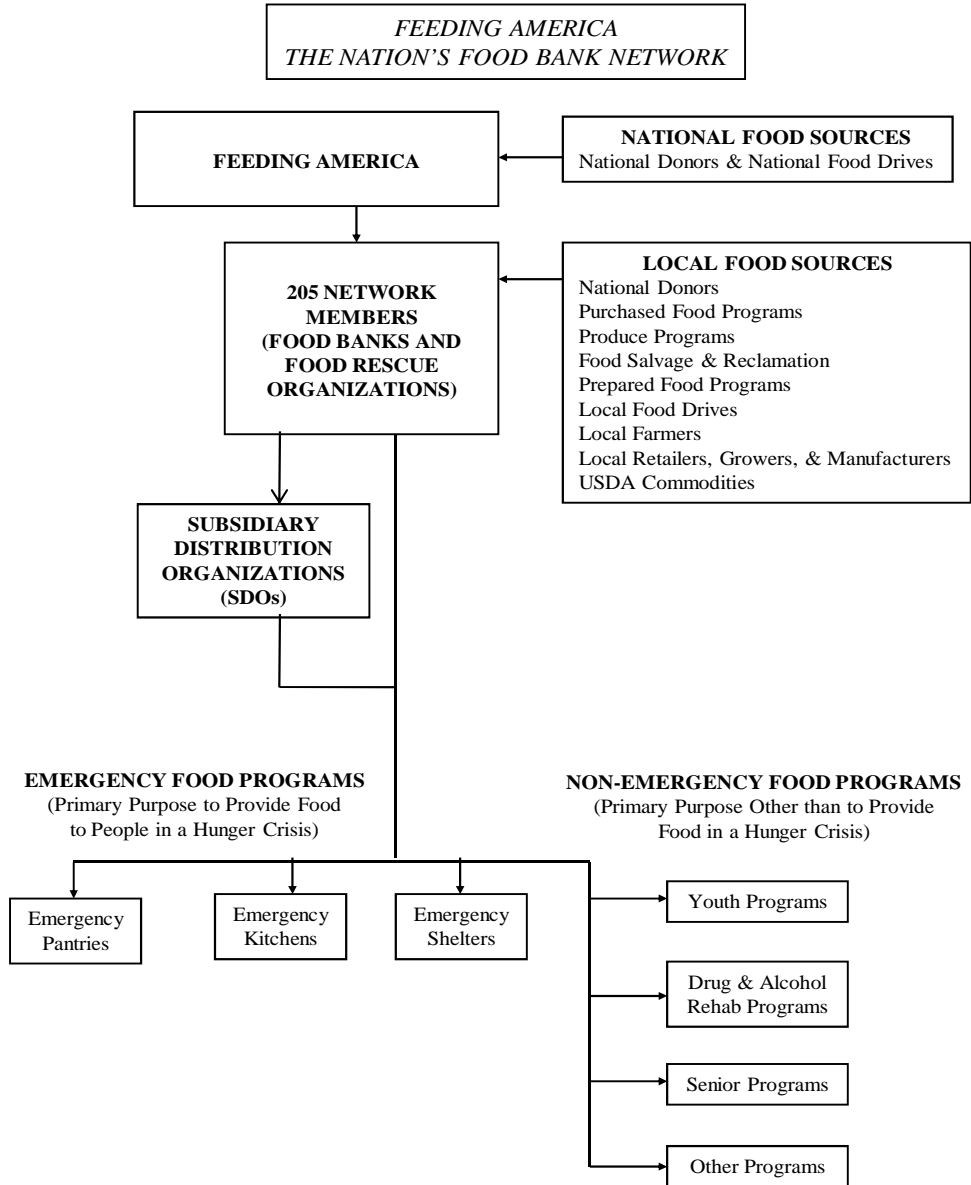 FEEDING AMERICA
THE NATION’S FOOD BANK NETWORK
FEEDING AMERICA
NATIONAL FOOD SOURCES
National Donors & National Food Drives
205 NETWORK
MEMBERS
(FOOD BANKS AND
FOOD RESCUE
ORGANIZATIONS)
LOCAL FOOD SOURCES
National Donors
Purchased Food Programs
Produce Programs
Food Salvage & Reclamation
Prepared Food Programs
Local Food Drives
Local Farmers
Local Retailers, Growers, & Manufacturers
USDA Commodities
SUBSIDIARY
DISTRIBUTION
ORGANIZATIONS
(SDOs)
EMERGENCY FOOD PROGRAMS
(Primary Purpose to Provide Food
to People in a Hunger Crisis)
NON-EMERGENCY FOOD PROGRAMS
(Primary Purpose Other than to Provide
Food in a Hunger Crisis)
Emergency
Pantries
Emergency
Kitchens
Emergency
Shelters
Youth Programs
Drug & Alcohol
Rehab Programs
Senior Programs
Other Programs